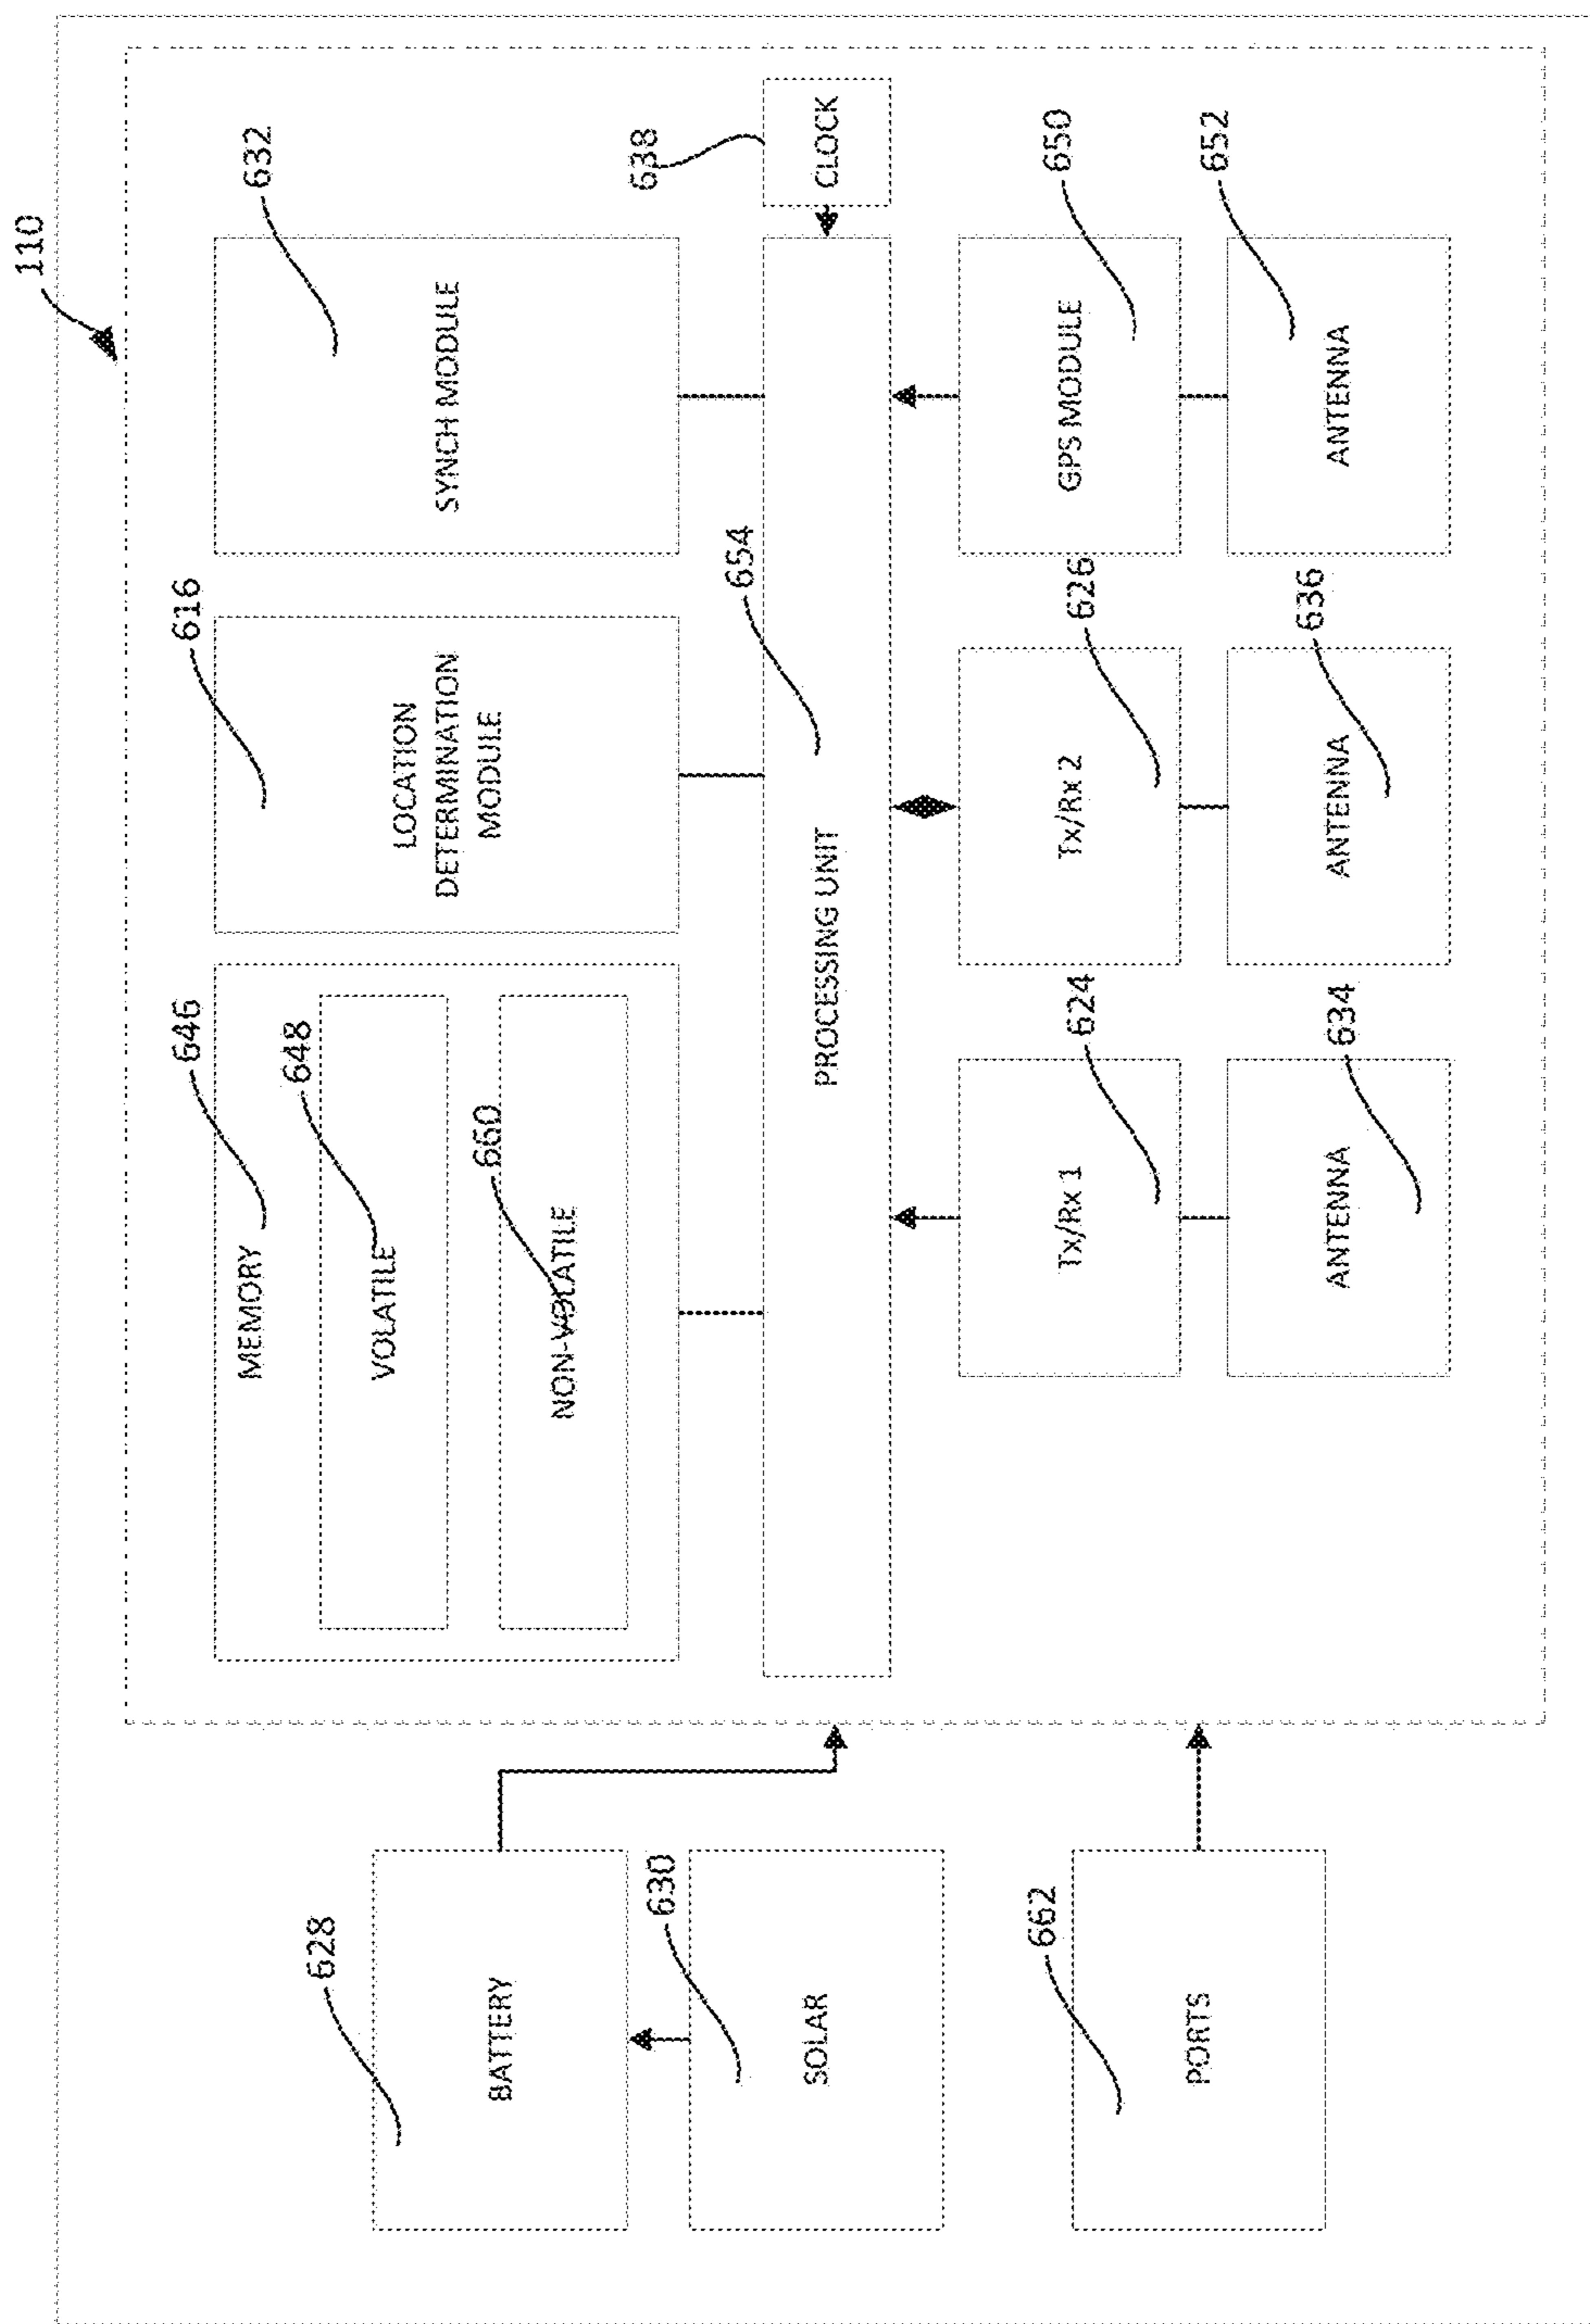 110
646
MEMORY
648
VOLATILE
660
NON-VOLATILE
616
LOCATION
DETERMINATION
MODULE
632
SYNCH MODULE
628
BATTERY
630
SOLAR
662
PORTS
654
PROCESSING UNIT
638
CLOCK
624
Tx/Rx 1
626
Tx/Rx 2
650
GPS MODULE
634
ANTENNA
636
ANTENNA
652
ANTENNA